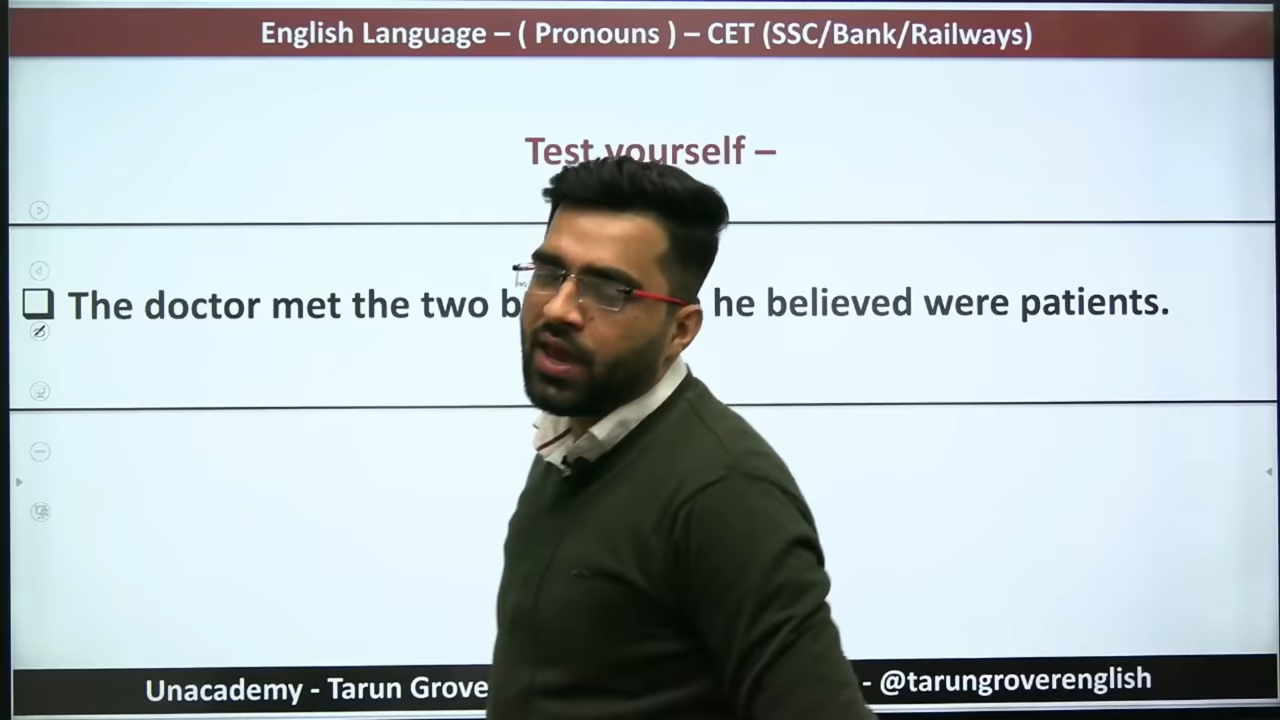 English Language – ( Pronouns ) – CET (SSC/Bank/Railways)
Test yourself –
The doctor met the two he believed were patients.
Unacademy - Tarun Grove - @tarungroverenglish